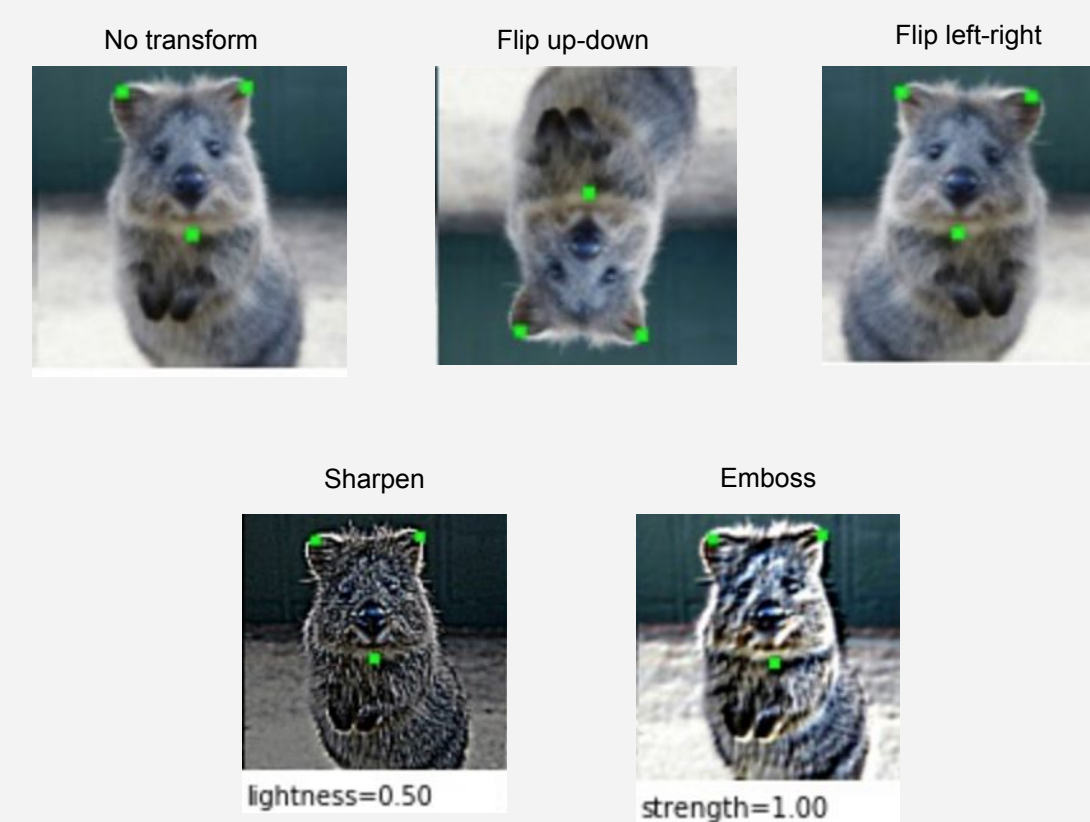 No transform
Flip up-down
Flip left-right
Sharpen
Emboss
lightness=0.50
strength=1.00